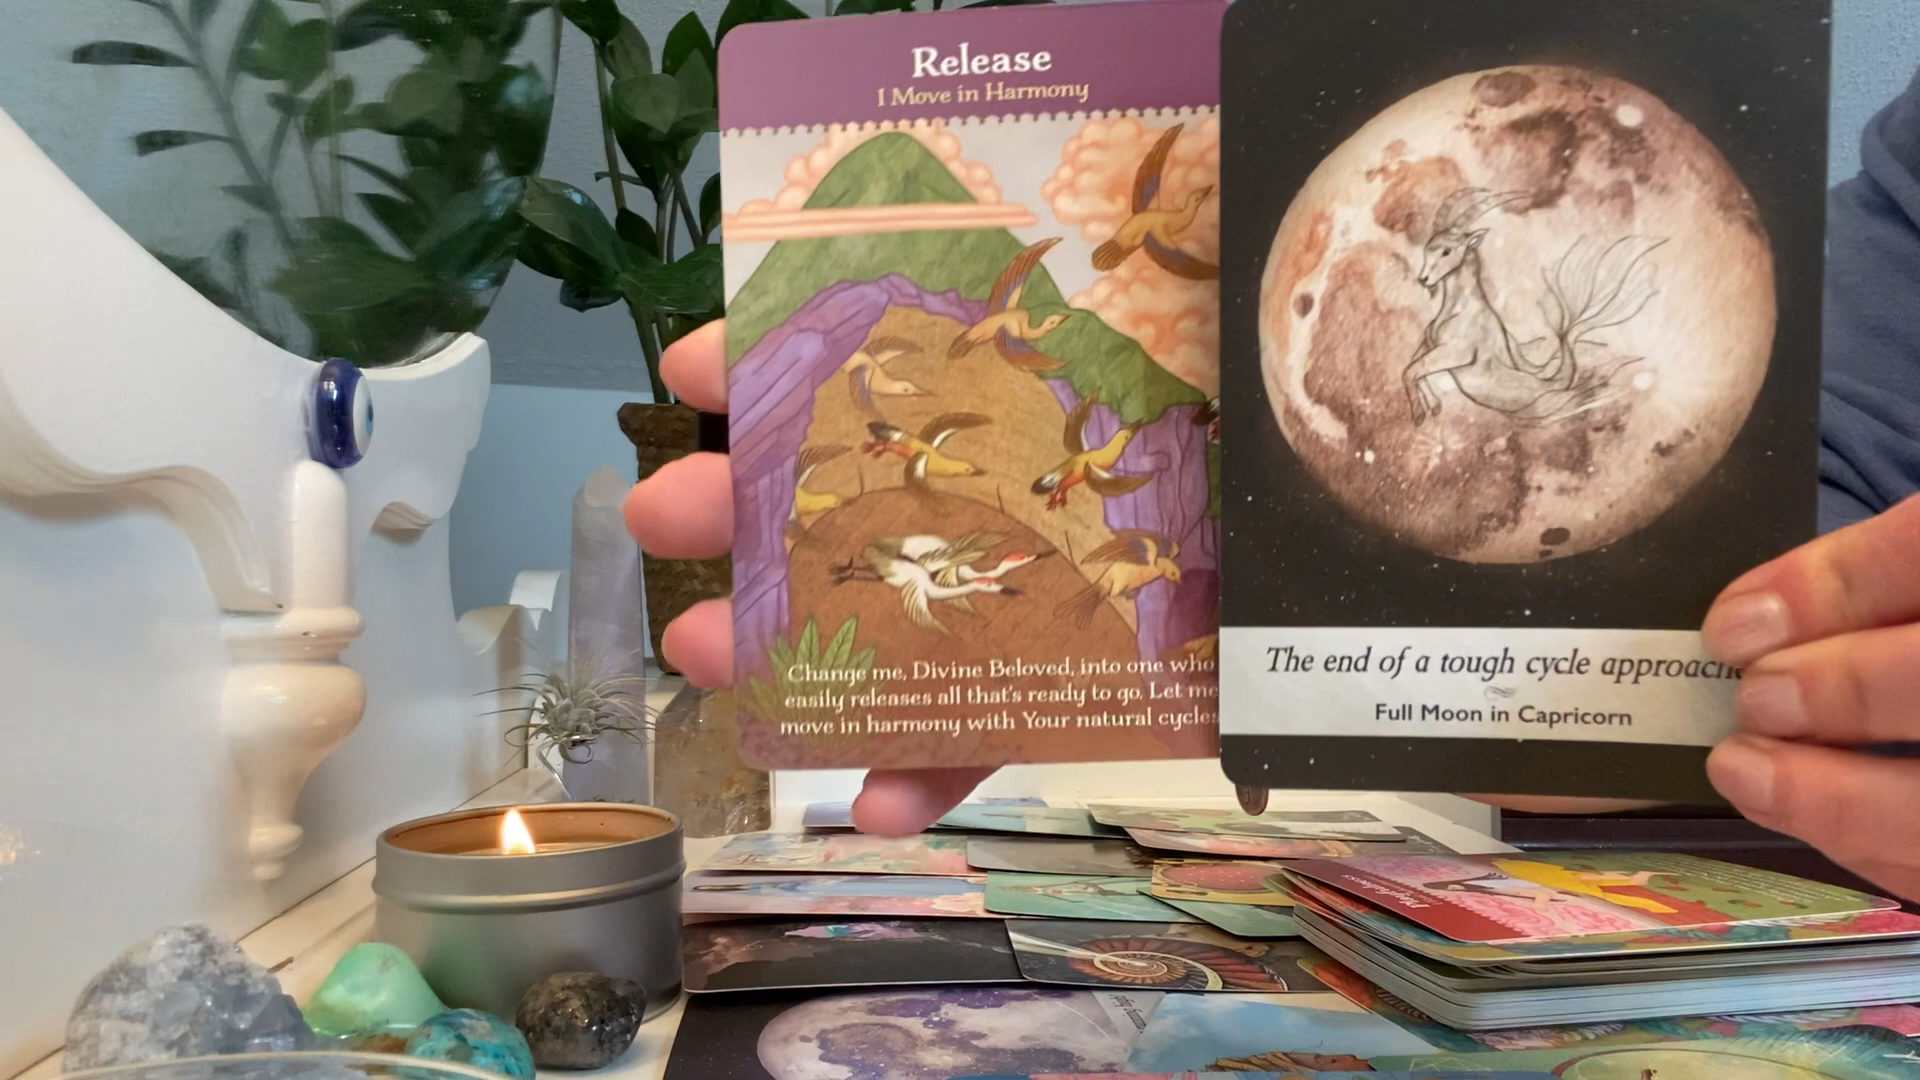 Release
I Move in Harmony
Change me, Divine Beloved, into one who
easily releases all that's ready to go. Let me
move in harmony with Your natural cycles
The end of a tough cycle approach
Full Moon in Capricorn